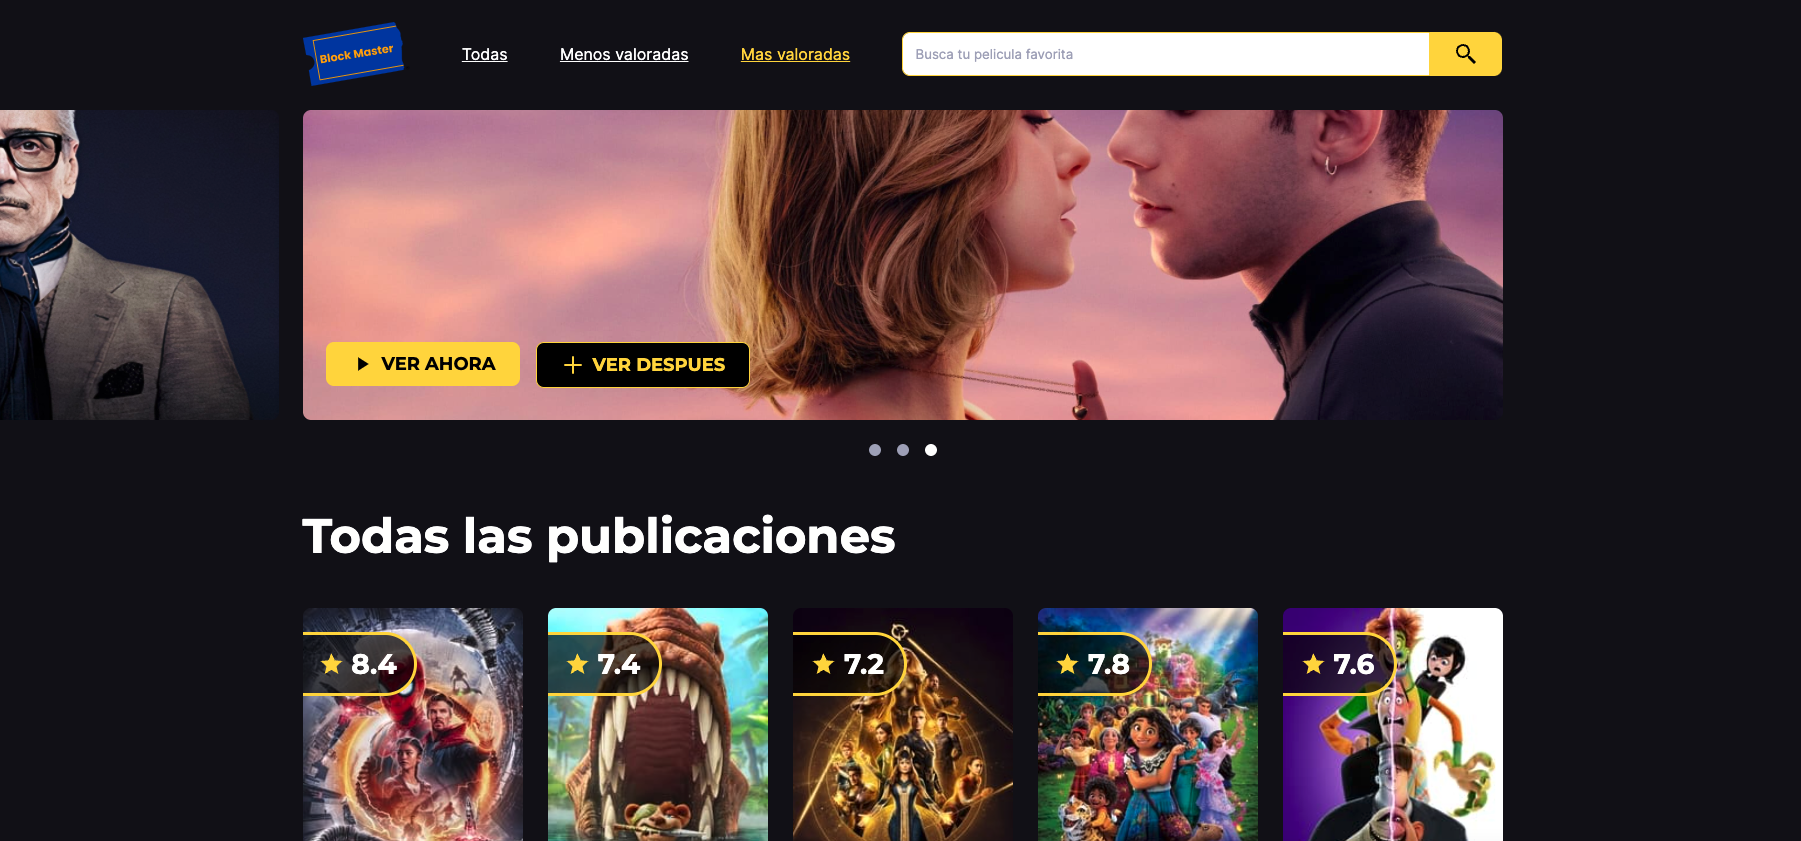 Block Master
Todas
Menos valoradas
Mas valoradas
Busca tu pelicula favorita
VER AHORA
VER DESPUES
Todas las publicaciones
8.4
7.4
7.2
7.8
7.6